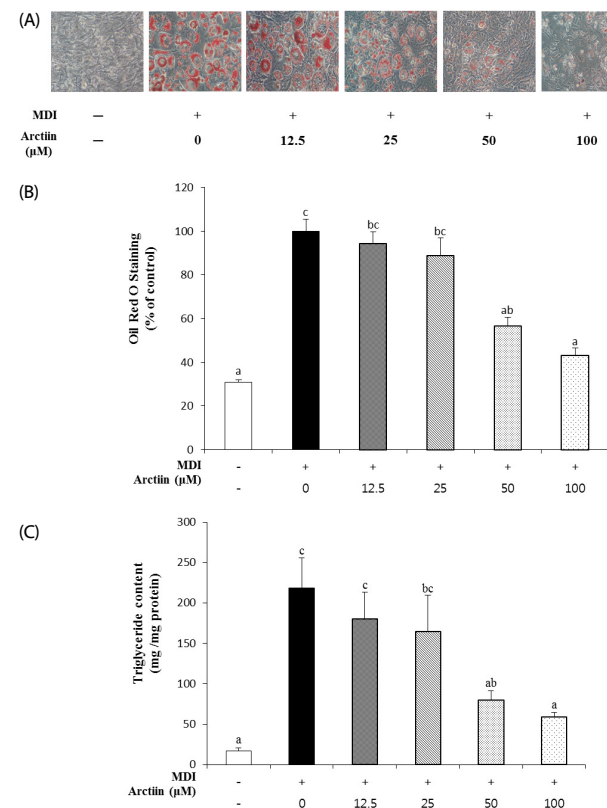 (A)
MDI — + + + + +
Arctiin (μM) — 0 12.5 25 50 100
(B)
Oil Red O Staining
(% of control)
120
100
80
60
40
20
0
a c bc bc ab a
MDI - + + + + +
Arctiin (μM) - 0 12.5 25 50 100
(C)
Triglyceride content
(mg /mg protein)
300
250
200
150
100
50
0
a c c bc ab a
MDI - + + + + +
Arctiin (μM) - 0 12.5 25 50 100